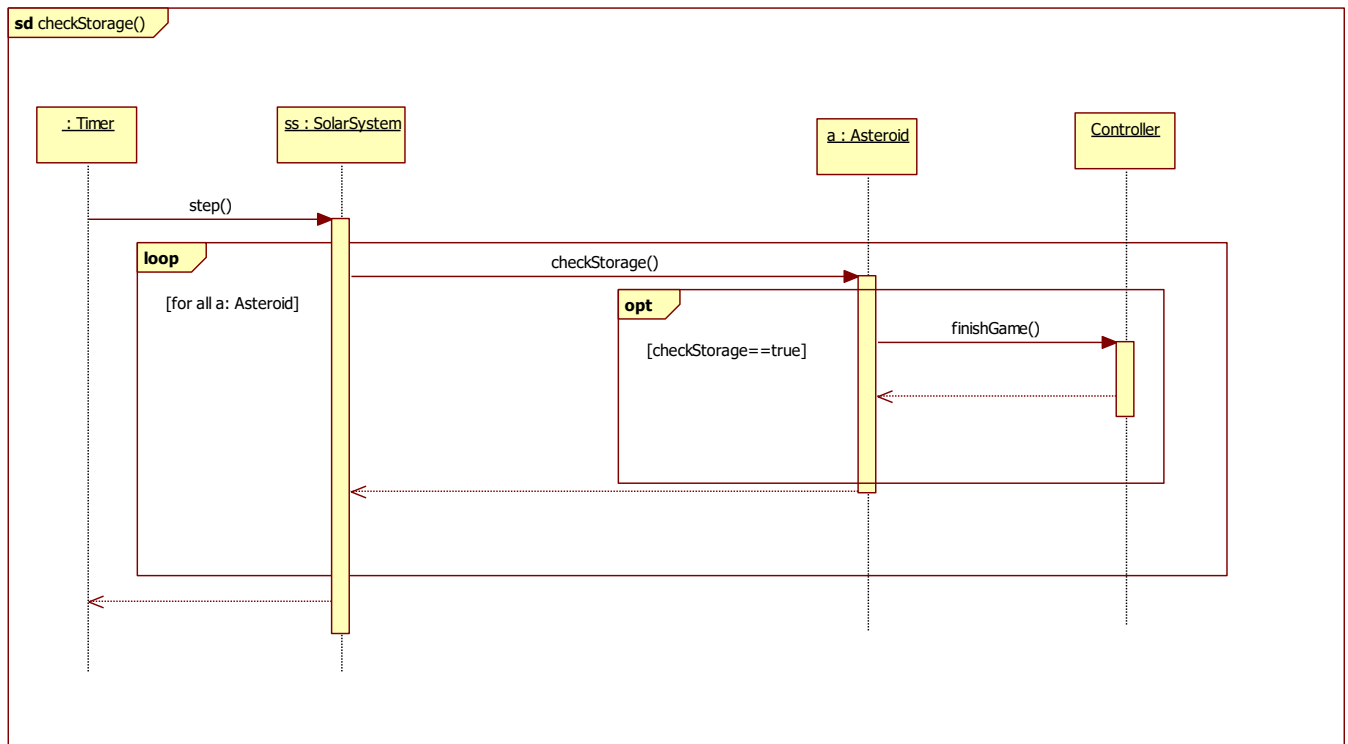 sd checkStorage()
: Timer
ss : SolarSystem
a : Asteroid
Controller
step()
loop
checkStorage()
[for all a: Asteroid]
opt
finishGame()
[checkStorage==true]